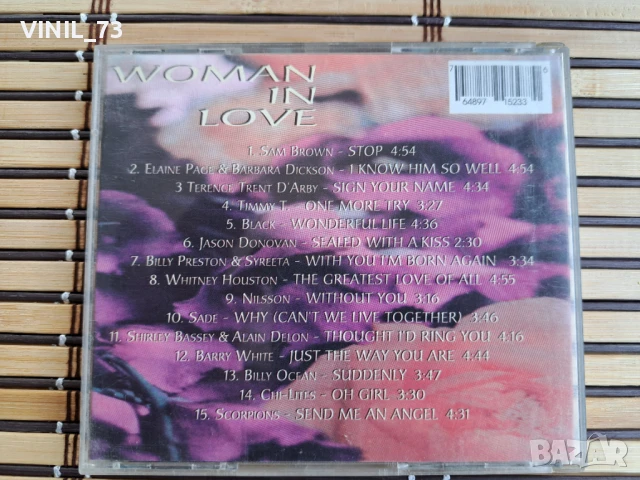 VINIL_73
WOMAN
IN
LOVE
7 64897 15233 6
1. SAM BROWN – STOP 4:54
2. ELAINE PAGE & BARBARA DICKSON – I KNOW HIM SO WELL 4:54
3 TERENCE TRENT D'ARBY – SIGN YOUR NAME 4:34
4. TIMMY T. – ONE MORE TRY 3:27
5. BLACK – WONDERFUL LIFE 4:36
6. JASON DONOVAN – SEALED WITH A KISS 2:30
7. BILLY PRESTON & SYREETA – WITH YOU I'M BORN AGAIN 3:34
8. WHITNEY HOUSTON – THE GREATEST LOVE OF ALL 4:55
9. NILSSON – WITHOUT YOU 3:16
10. SADE – WHY (CAN'T WE LIVE TOGETHER) 5:46
11. SHIRLEY BASSEY & ALAIN DELON – THOUGHT I'D RING YOU 4:16
12. BARRY WHITE – JUST THE WAY YOU ARE 4:44
13. BILLY OCEAN – SUDDENLY 3:47
14. CHI-LITES – OH GIRL 3:30
15. SCORPIONS – SEND ME AN ANGEL 4:31
BAZAR